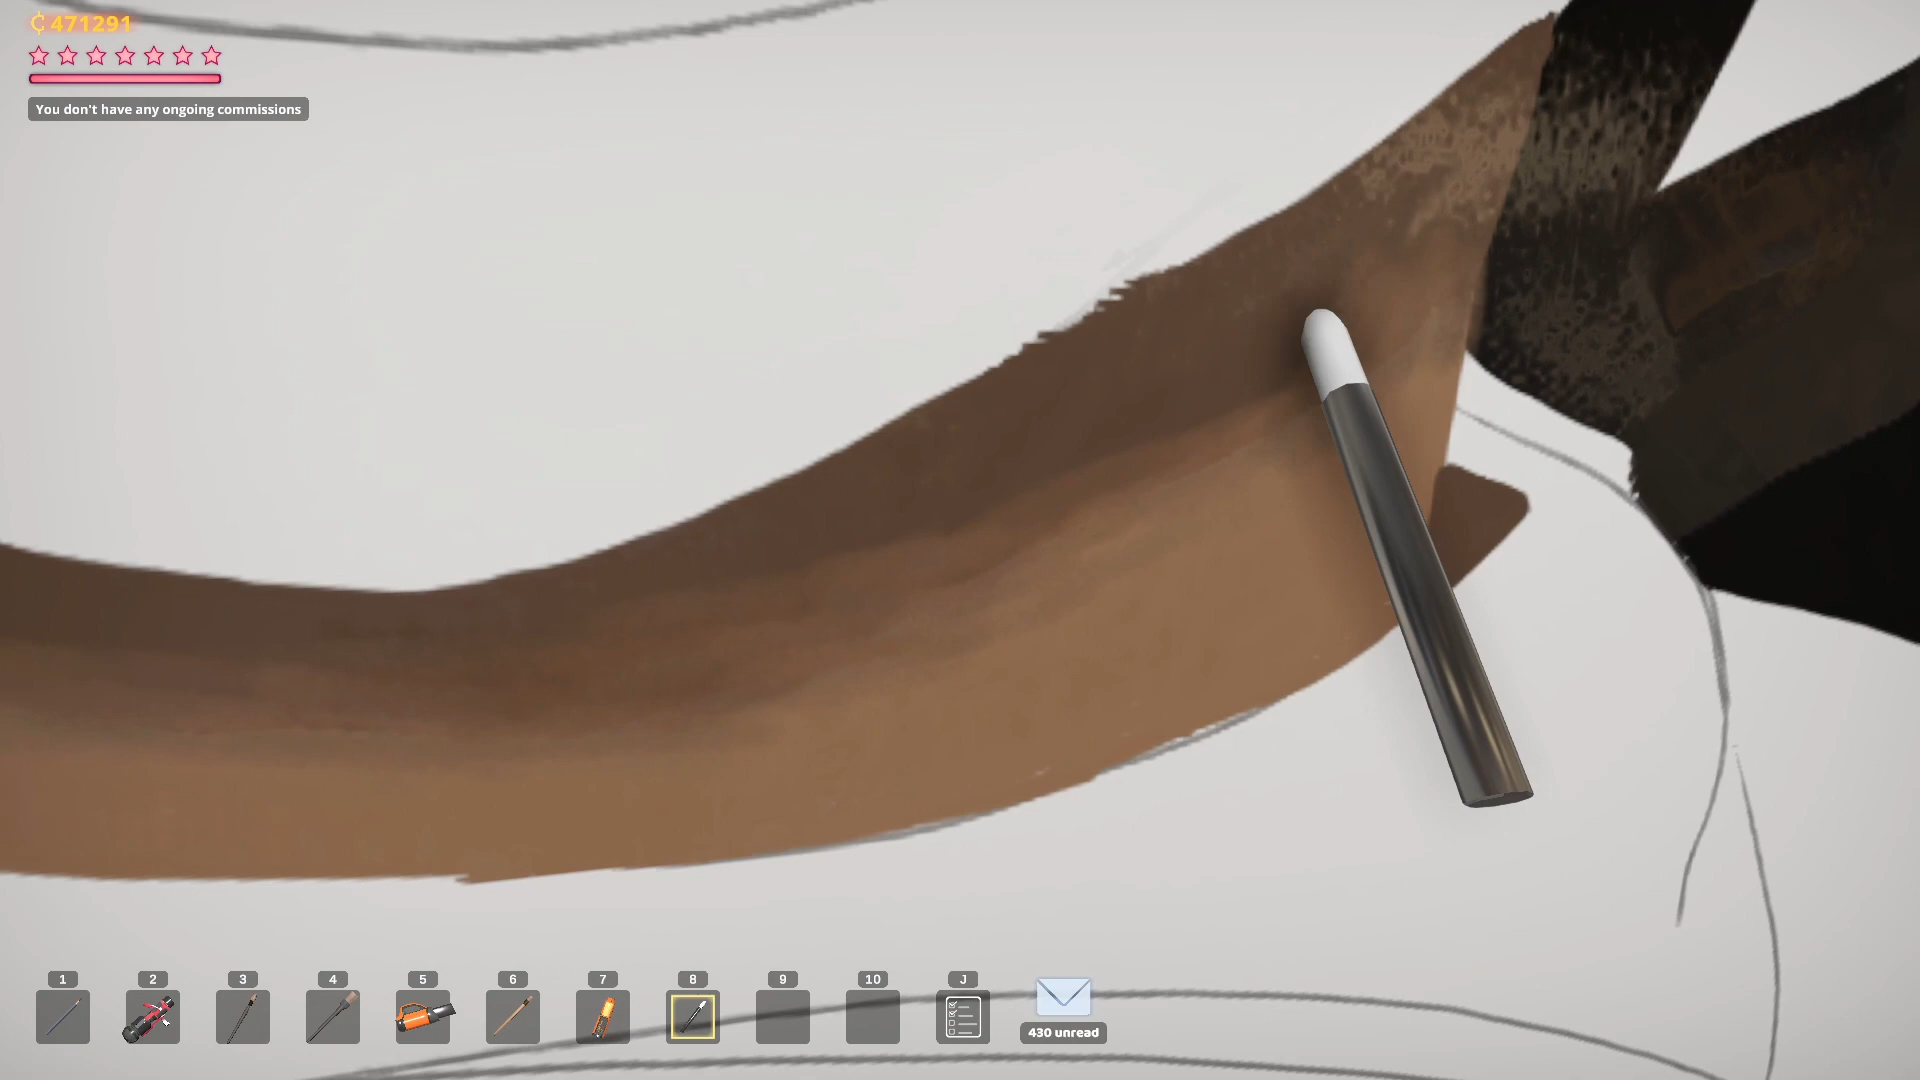 ₵471291
You don't have any ongoing commissions
1 2 3 4 5 6 7 8 9 10 J
430 unread